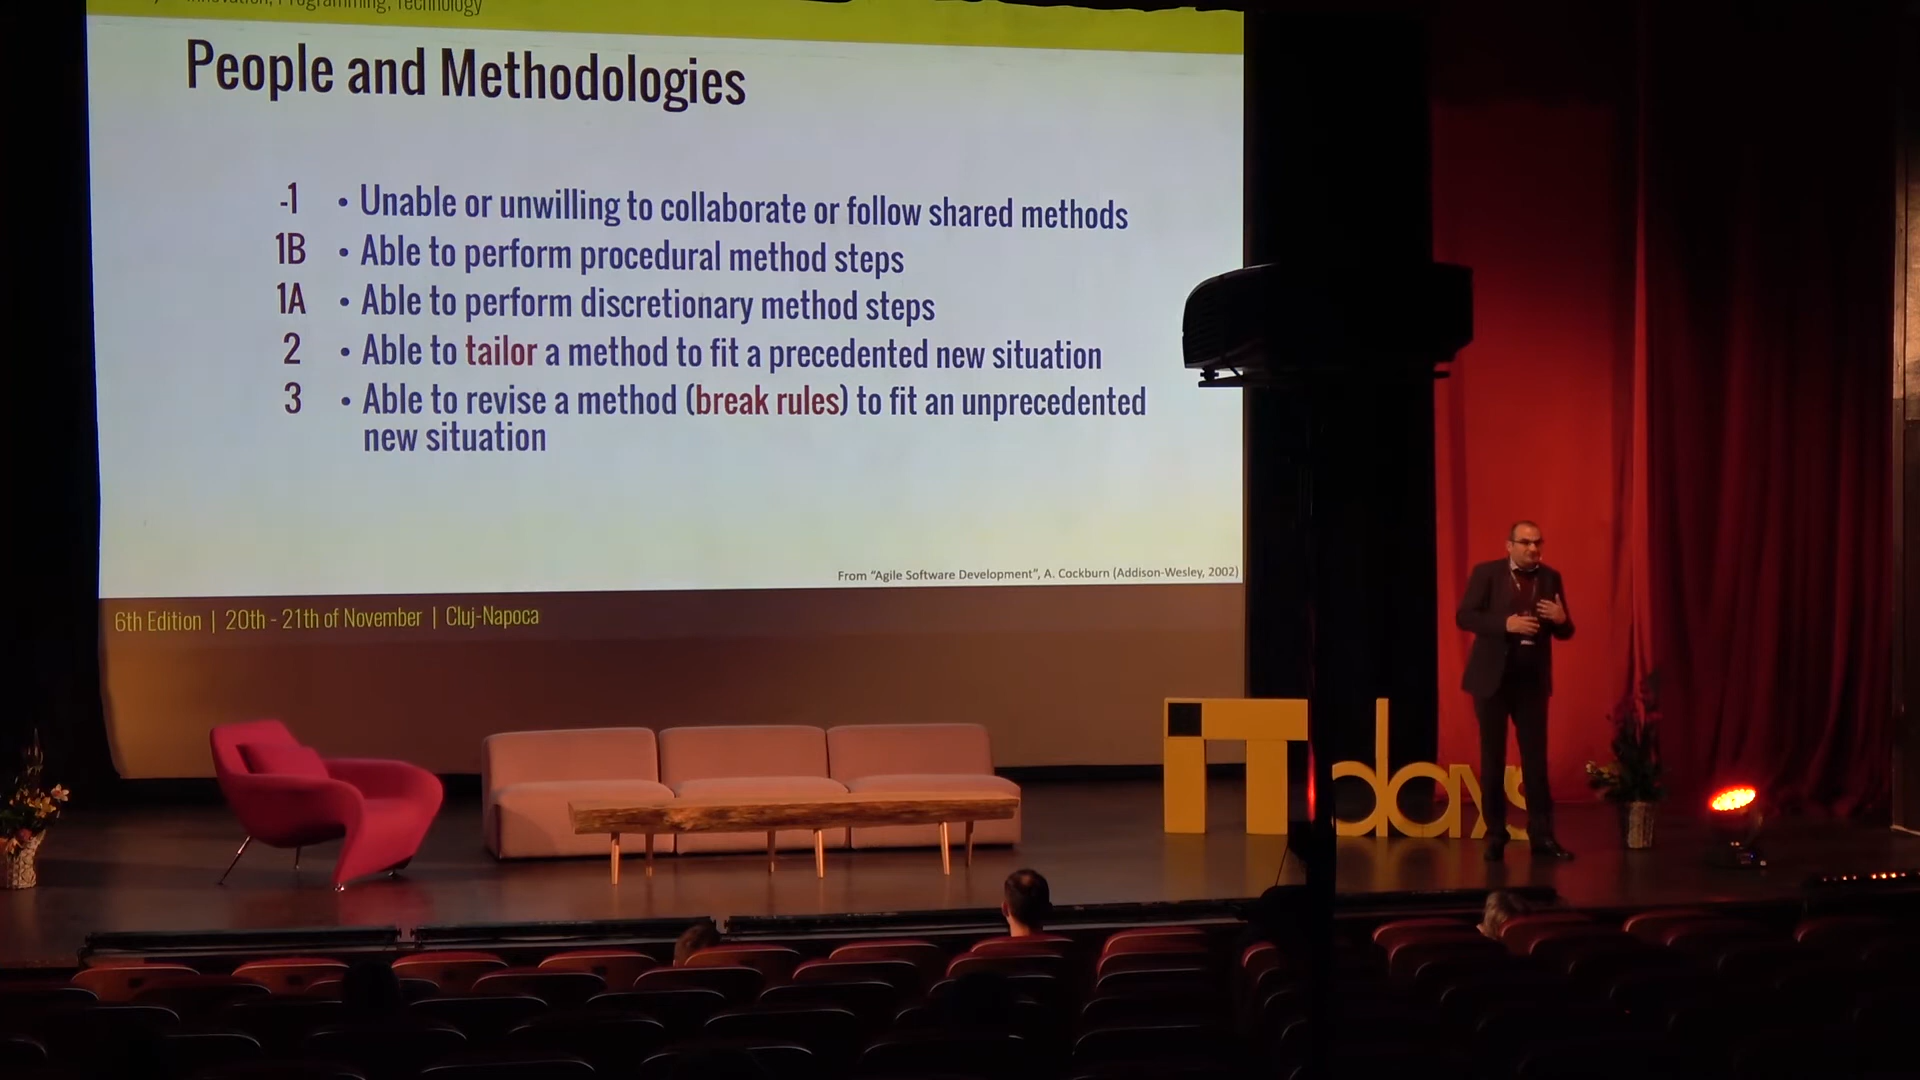 Innovation, Programming, Technology
People and Methodologies
-1 • Unable or unwilling to collaborate or follow shared methods
1B • Able to perform procedural method steps
1A • Able to perform discretionary method steps
2 • Able to tailor a method to fit a precedented new situation
3 • Able to revise a method (break rules) to fit an unprecedented
new situation
From “Agile Software Development”, A. Cockburn (Addison-Wesley, 2002)
6th Edition | 20th - 21th of November | Cluj-Napoca
iT days